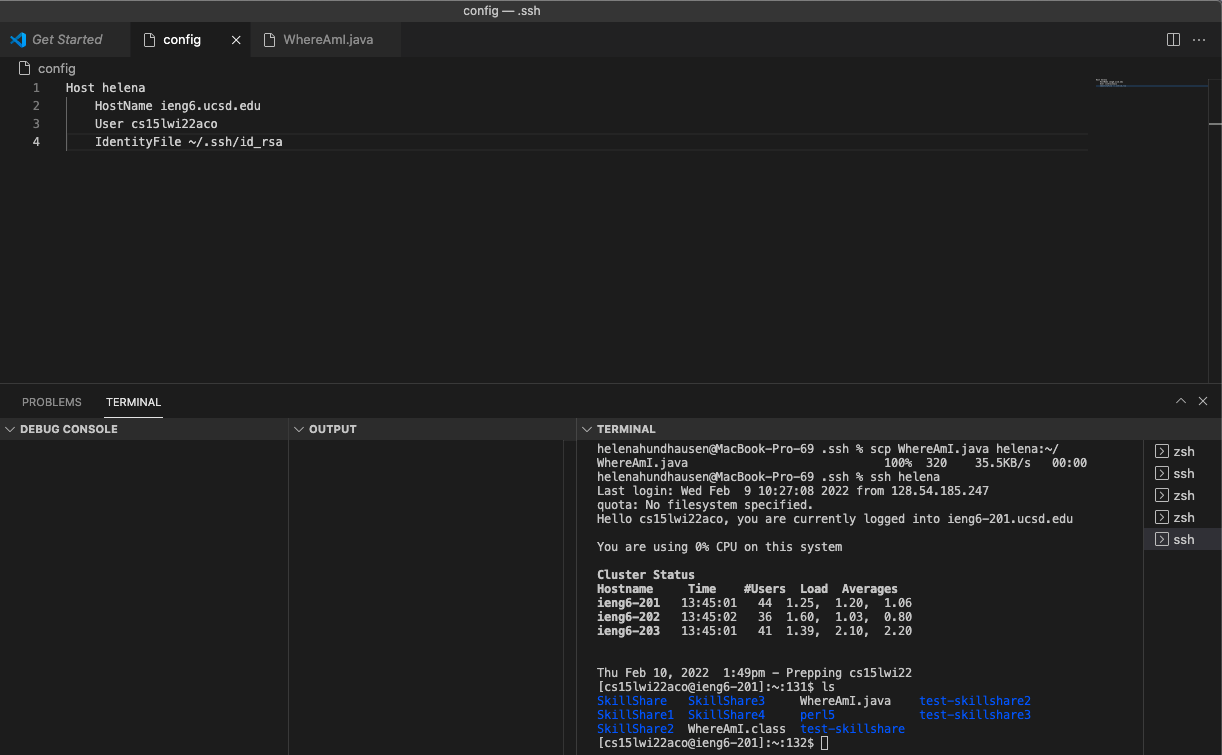 config — .ssh
Get Started config WhereAmI.java
config
1 Host helena
2 HostName ieng6.ucsd.edu
3 User cs15lwi22aco
4 IdentityFile ~/.ssh/id_rsa
PROBLEMS TERMINAL
DEBUG CONSOLE
OUTPUT
TERMINAL
helenahundhausen@MacBook-Pro-69 .ssh % scp WhereAmI.java helena:~/
WhereAmI.java 100% 320 35.5KB/s 00:00
helenahundhausen@MacBook-Pro-69 .ssh % ssh helena
Last login: Wed Feb  9 10:27:08 2022 from 128.54.185.247
quota: No filesystem specified.
Hello cs15lwi22aco, you are currently logged into ieng6-201.ucsd.edu
You are using 0% CPU on this system
Cluster Status
Hostname Time #Users Load Averages
ieng6-201 13:45:01 44 1.25, 1.20, 1.06
ieng6-202 13:45:02 36 1.60, 1.03, 0.80
ieng6-203 13:45:01 41 1.39, 2.10, 2.20
Thu Feb 10, 2022  1:49pm - Prepping cs15lwi22
[cs15lwi22aco@ieng6-201]:~:131$ ls
SkillShare SkillShare3 WhereAmI.java test-skillshare2
SkillShare1 SkillShare4 perl5 test-skillshare3
SkillShare2 WhereAmI.class test-skillshare
[cs15lwi22aco@ieng6-201]:~:132$
zsh
ssh
zsh
zsh
ssh